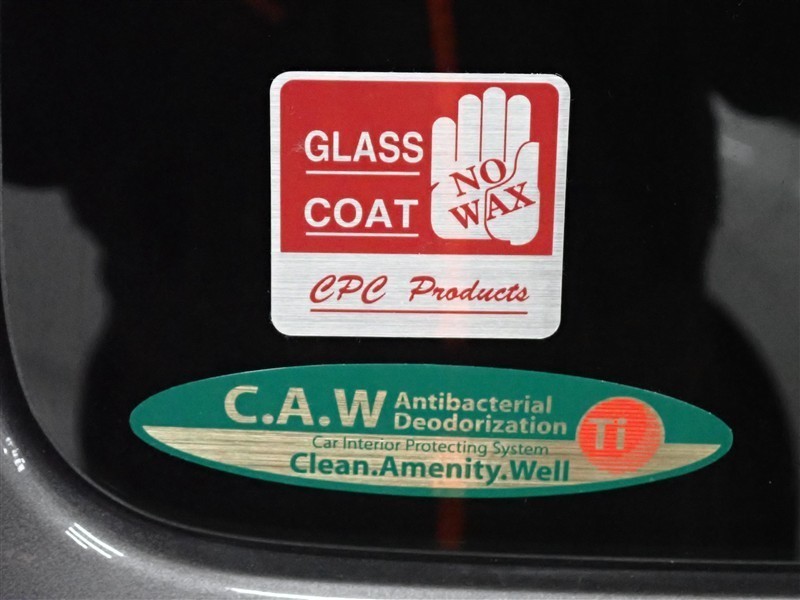 GLASS
COAT
NO
WAX
CPC Products
C.A.W Antibacterial
Deodorization
Ti
Car Interior Protecting System
Clean.Amenity.Well